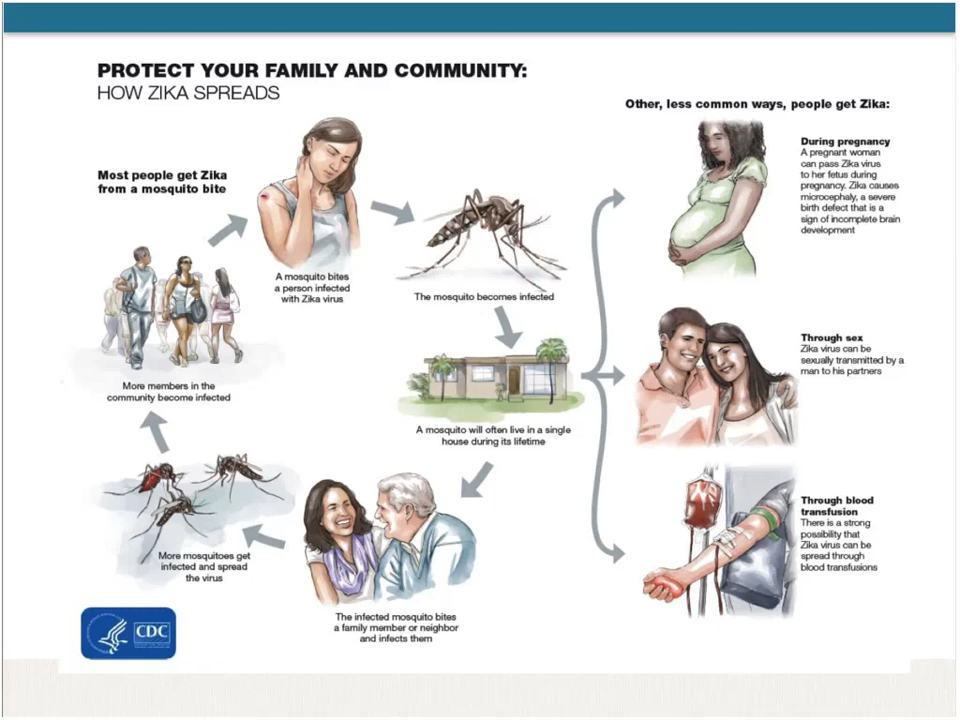 PROTECT YOUR FAMILY AND COMMUNITY:
HOW ZIKA SPREADS
Most people get Zika
from a mosquito bite
A mosquito bites
a person infected
with Zika virus
The mosquito becomes infected
A mosquito will often live in a single
house during its lifetime
The infected mosquito bites
a family member or neighbor
and infects them
More mosquitoes get
infected and spread
the virus
More members in the
community become infected
Other, less common ways, people get Zika:
During pregnancy
A pregnant woman
can pass Zika virus
to her fetus during
pregnancy. Zika causes
microcephaly, a severe
birth defect that is a
sign of incomplete brain
development
Through sex
Zika virus can be
sexually transmitted by a
man to his partners
Through blood
transfusion
There is a strong
possibility that
Zika virus can be
spread through
blood transfusions
CDC